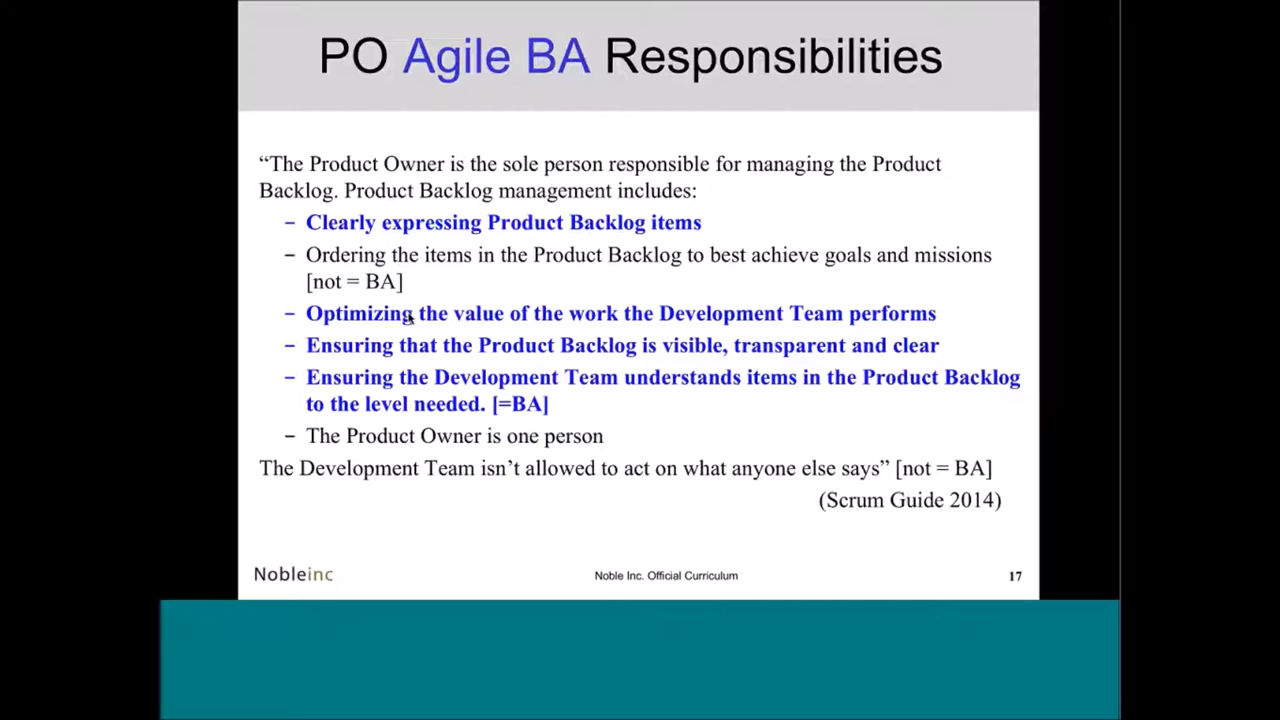 PO Agile BA Responsibilities
“The Product Owner is the sole person responsible for managing the Product
Backlog. Product Backlog management includes:
– Clearly expressing Product Backlog items
– Ordering the items in the Product Backlog to best achieve goals and missions
[not = BA]
– Optimizing the value of the work the Development Team performs
– Ensuring that the Product Backlog is visible, transparent and clear
– Ensuring the Development Team understands items in the Product Backlog
to the level needed. [=BA]
– The Product Owner is one person
The Development Team isn’t allowed to act on what anyone else says” [not = BA]
(Scrum Guide 2014)
Nobleinc
Noble Inc. Official Curriculum
17